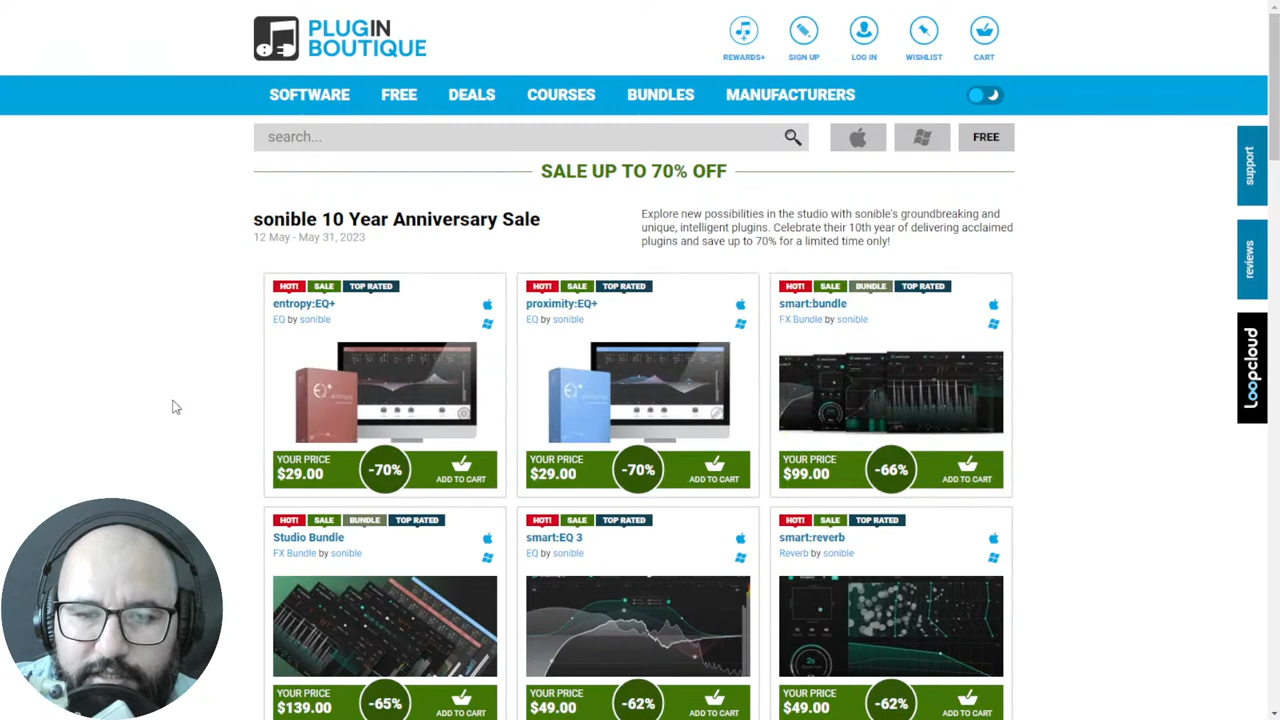 PLUGIN
BOUTIQUE
REWARDS+
SIGN UP
LOG IN
WISHLIST
CART
SOFTWARE
FREE
DEALS
COURSES
BUNDLES
MANUFACTURERS
search...
FREE
SALE UP TO 70% OFF
sonible 10 Year Anniversary Sale
12 May - May 31, 2023
Explore new possibilities in the studio with sonible's groundbreaking and
unique, intelligent plugins. Celebrate their 10th year of delivering acclaimed
plugins and save up to 70% for a limited time only!
support
reviews
Loopcloud
HOT! SALE TOP RATED
entropy:EQ+
EQ by sonible
YOUR PRICE
$29.00
-70%
ADD TO CART
HOT! SALE TOP RATED
proximity:EQ+
EQ by sonible
YOUR PRICE
$29.00
-70%
ADD TO CART
HOT! SALE BUNDLE TOP RATED
smart:bundle
FX Bundle by sonible
YOUR PRICE
$99.00
-66%
ADD TO CART
HOT! SALE BUNDLE TOP RATED
Studio Bundle
FX Bundle by sonible
YOUR PRICE
$139.00
-65%
ADD TO CART
HOT! SALE TOP RATED
smart:EQ 3
EQ by sonible
YOUR PRICE
$49.00
-62%
ADD TO CART
HOT! SALE TOP RATED
smart:reverb
Reverb by sonible
YOUR PRICE
$49.00
-62%
ADD TO CART